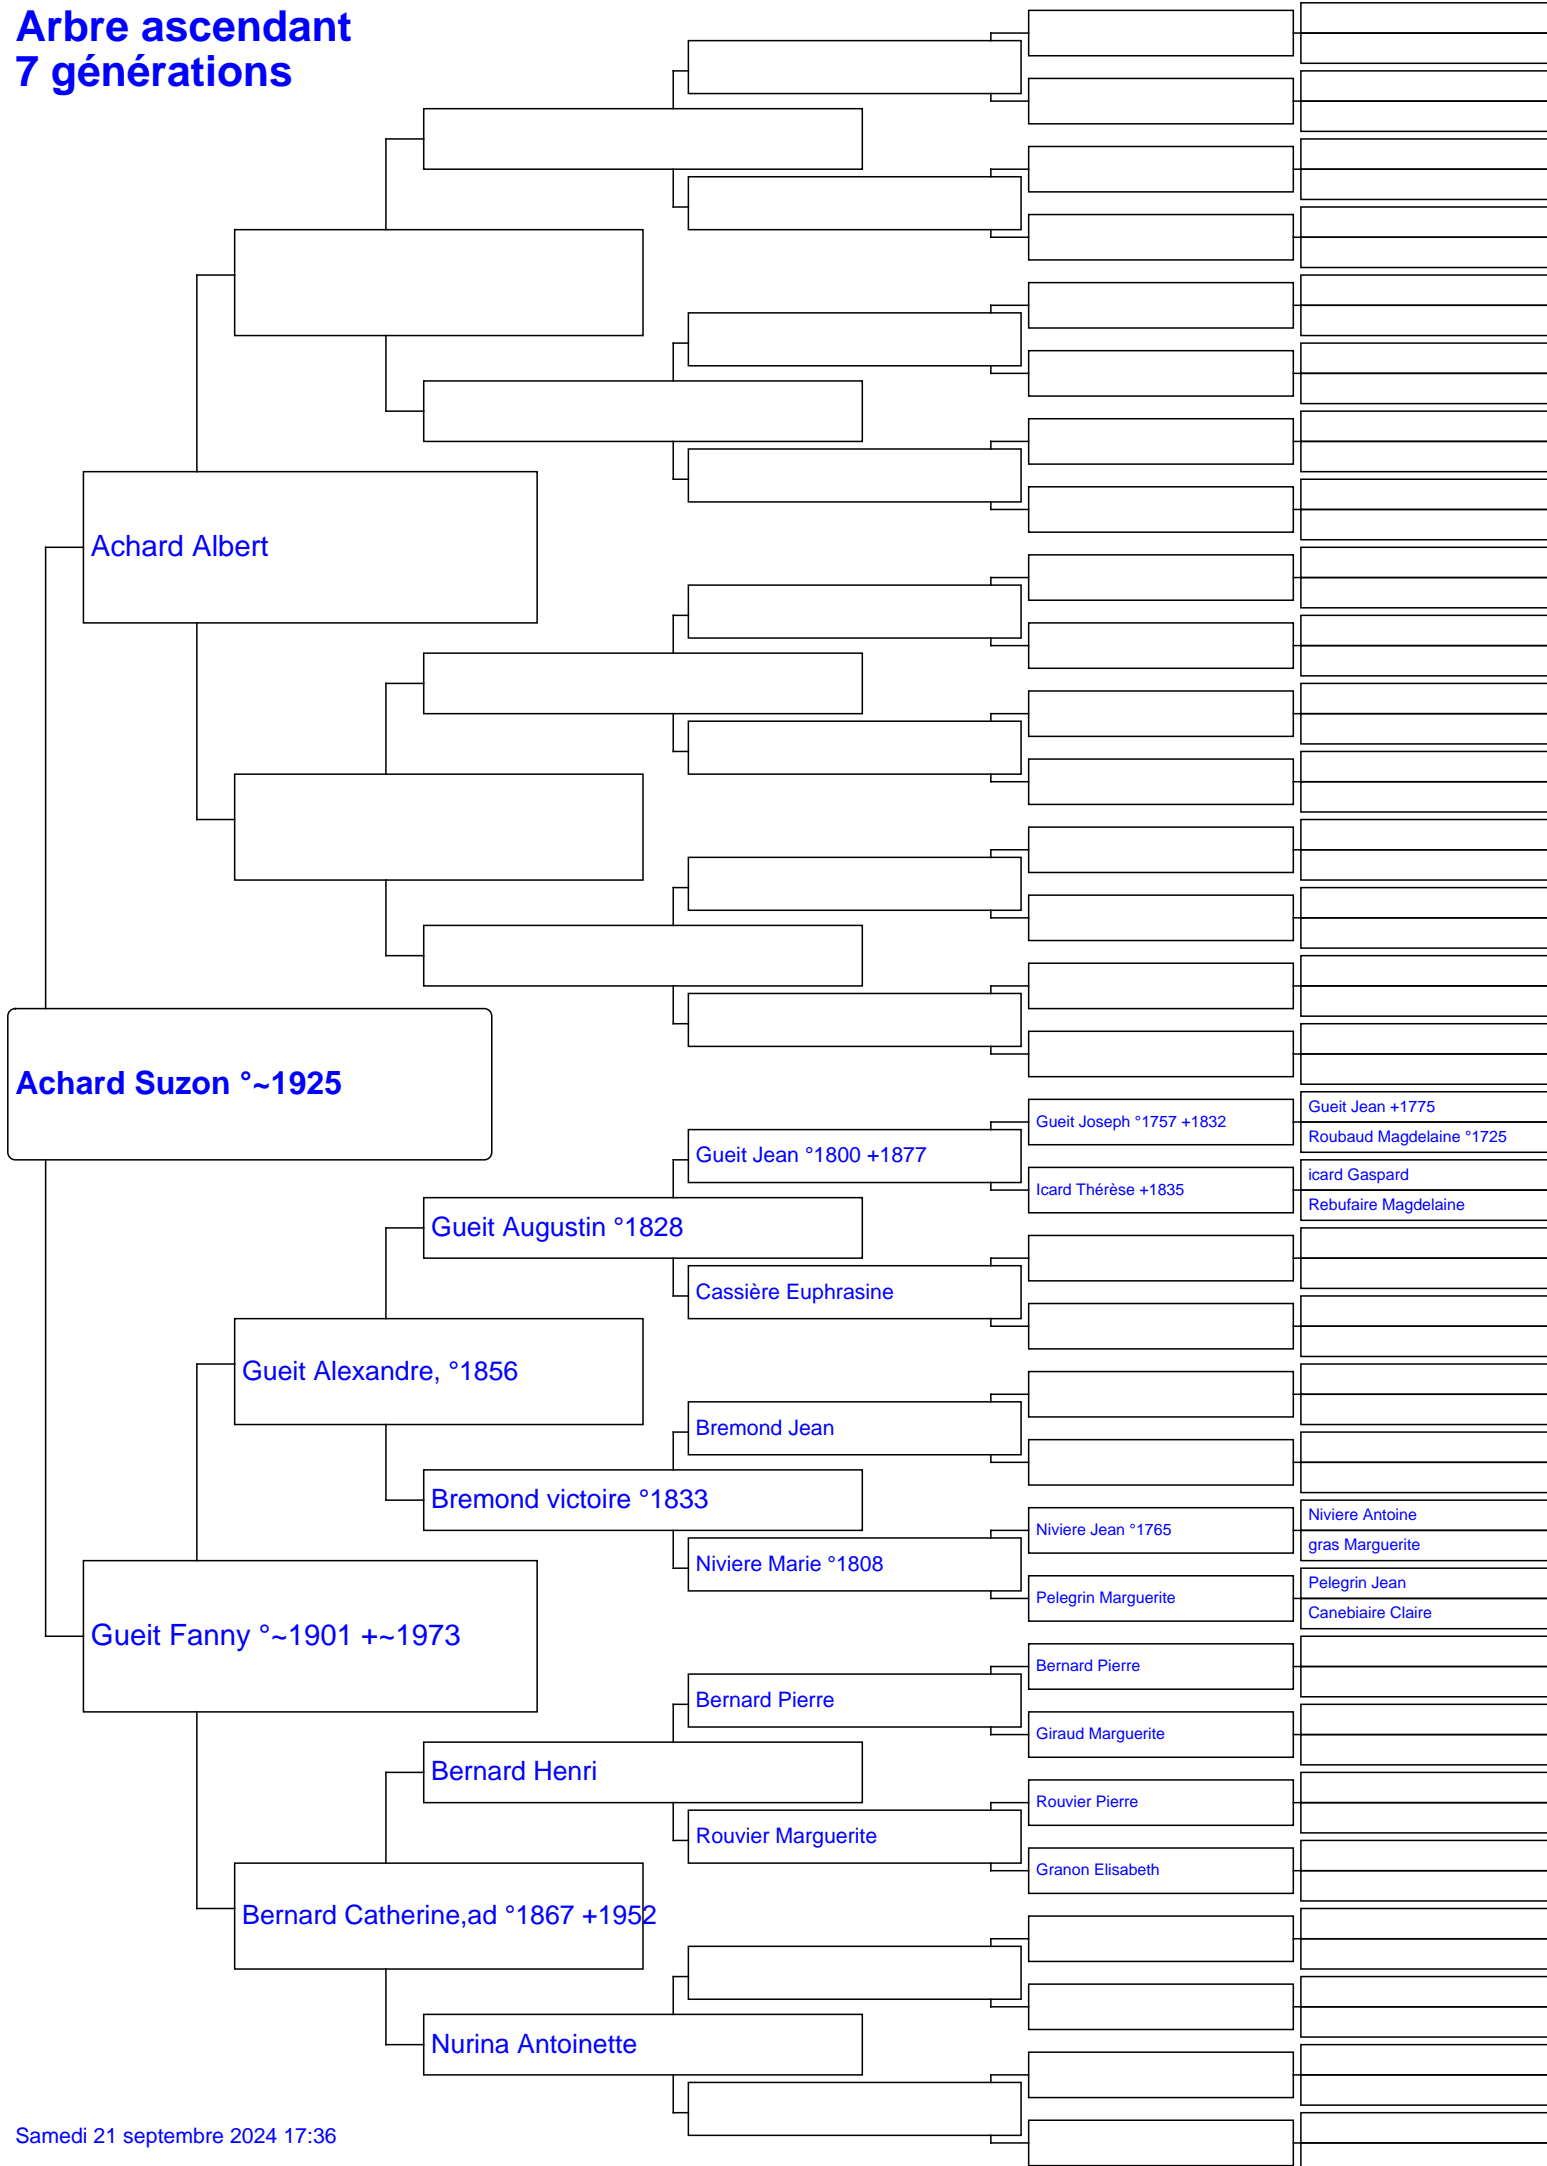 Arbre ascendant
7 générations
Achard Albert
Achard Suzon °~1925
Gueit Jean +1775
Gueit Joseph °1757 +1832
Roubaud Magdelaine °1725
Gueit Jean °1800 +1877
icard Gaspard
Icard Thérèse +1835
Rebufaire Magdelaine
Gueit Augustin °1828
Cassière Euphrasine
Gueit Alexandre, °1856
Bremond Jean
Bremond victoire °1833
Niviere Antoine
Niviere Jean °1765
gras Marguerite
Niviere Marie °1808
Pelegrin Jean
Pelegrin Marguerite
Canebiaire Claire
Gueit Fanny °~1901 +~1973
Bernard Pierre
Bernard Pierre
Giraud Marguerite
Bernard Henri
Rouvier Pierre
Rouvier Marguerite
Granon Elisabeth
Bernard Catherine,ad °1867 +1952
Nurina Antoinette
Samedi 21 septembre 2024 17:36